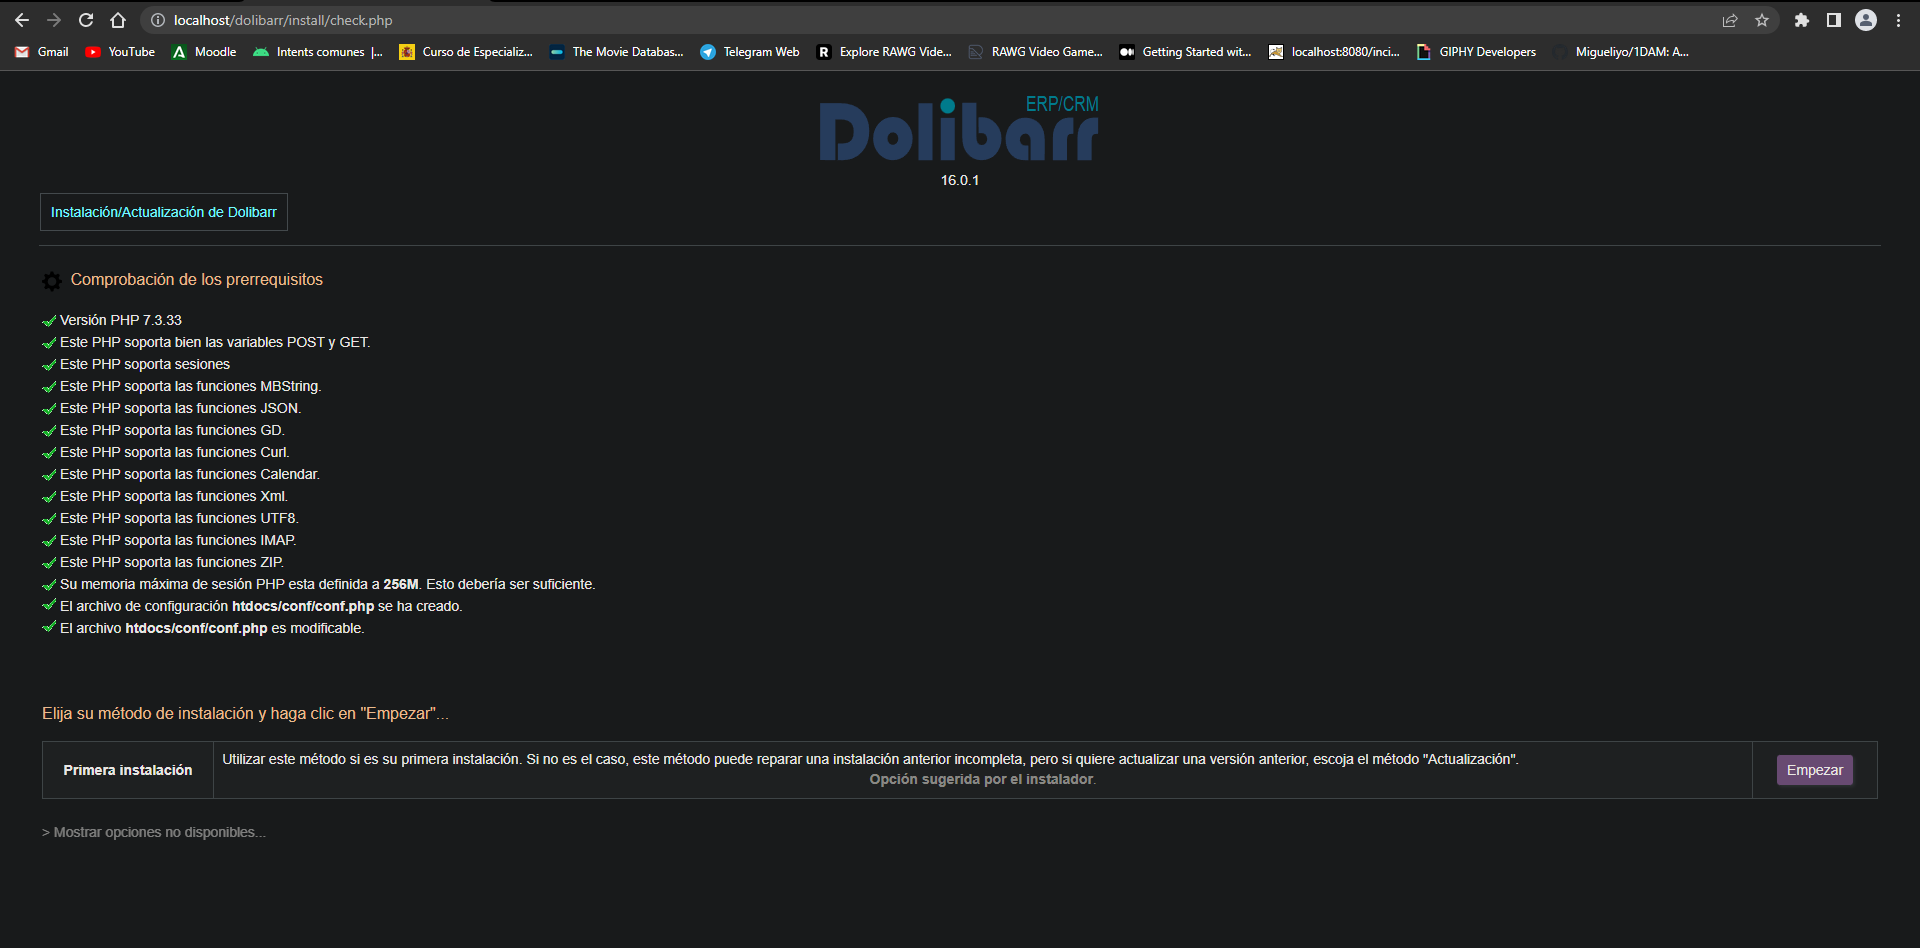 localhost/dolibarr/install/check.php
Gmail YouTube Moodle Intents comunes |... Curso de Especializ... The Movie Databas... Telegram Web Explore RAWG Vide... RAWG Video Game... Getting Started wit... localhost:8080/inci... GIPHY Developers Migueliyo/1DAM: A...
ERP/CRM
Dolibarr
16.0.1
Instalación/Actualización de Dolibarr
Comprobación de los prerrequisitos
Versión PHP 7.3.33
Este PHP soporta bien las variables POST y GET.
Este PHP soporta sesiones
Este PHP soporta las funciones MBString.
Este PHP soporta las funciones JSON.
Este PHP soporta las funciones GD.
Este PHP soporta las funciones Curl.
Este PHP soporta las funciones Calendar.
Este PHP soporta las funciones Xml.
Este PHP soporta las funciones UTF8.
Este PHP soporta las funciones IMAP.
Este PHP soporta las funciones ZIP.
Su memoria máxima de sesión PHP esta definida a 256M. Esto debería ser suficiente.
El archivo de configuración htdocs/conf/conf.php se ha creado.
El archivo htdocs/conf/conf.php es modificable.
Elija su método de instalación y haga clic en "Empezar"...
Primera instalación
Utilizar este método si es su primera instalación. Si no es el caso, este método puede reparar una instalación anterior incompleta, pero si quiere actualizar una versión anterior, escoja el método "Actualización".
Opción sugerida por el instalador.
Empezar
> Mostrar opciones no disponibles...